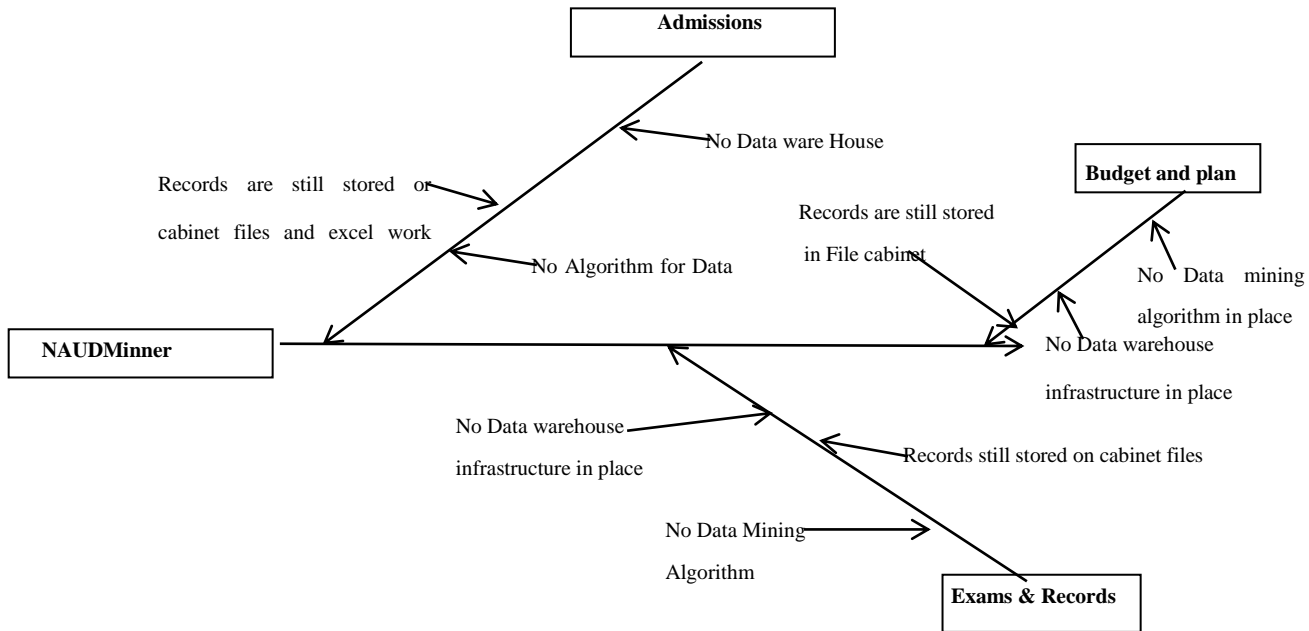 Admissions
No Data ware House
Records are still stored or
cabinet files and excel work
No Algorithm for Data
Budget and plan
Records are still stored
in File cabinet
No Data mining
algorithm in place
NAUDMinner
No Data warehouse
infrastructure in place
No Data warehouse
infrastructure in place
Records still stored on cabinet files
No Data Mining
Algorithm
Exams & Records